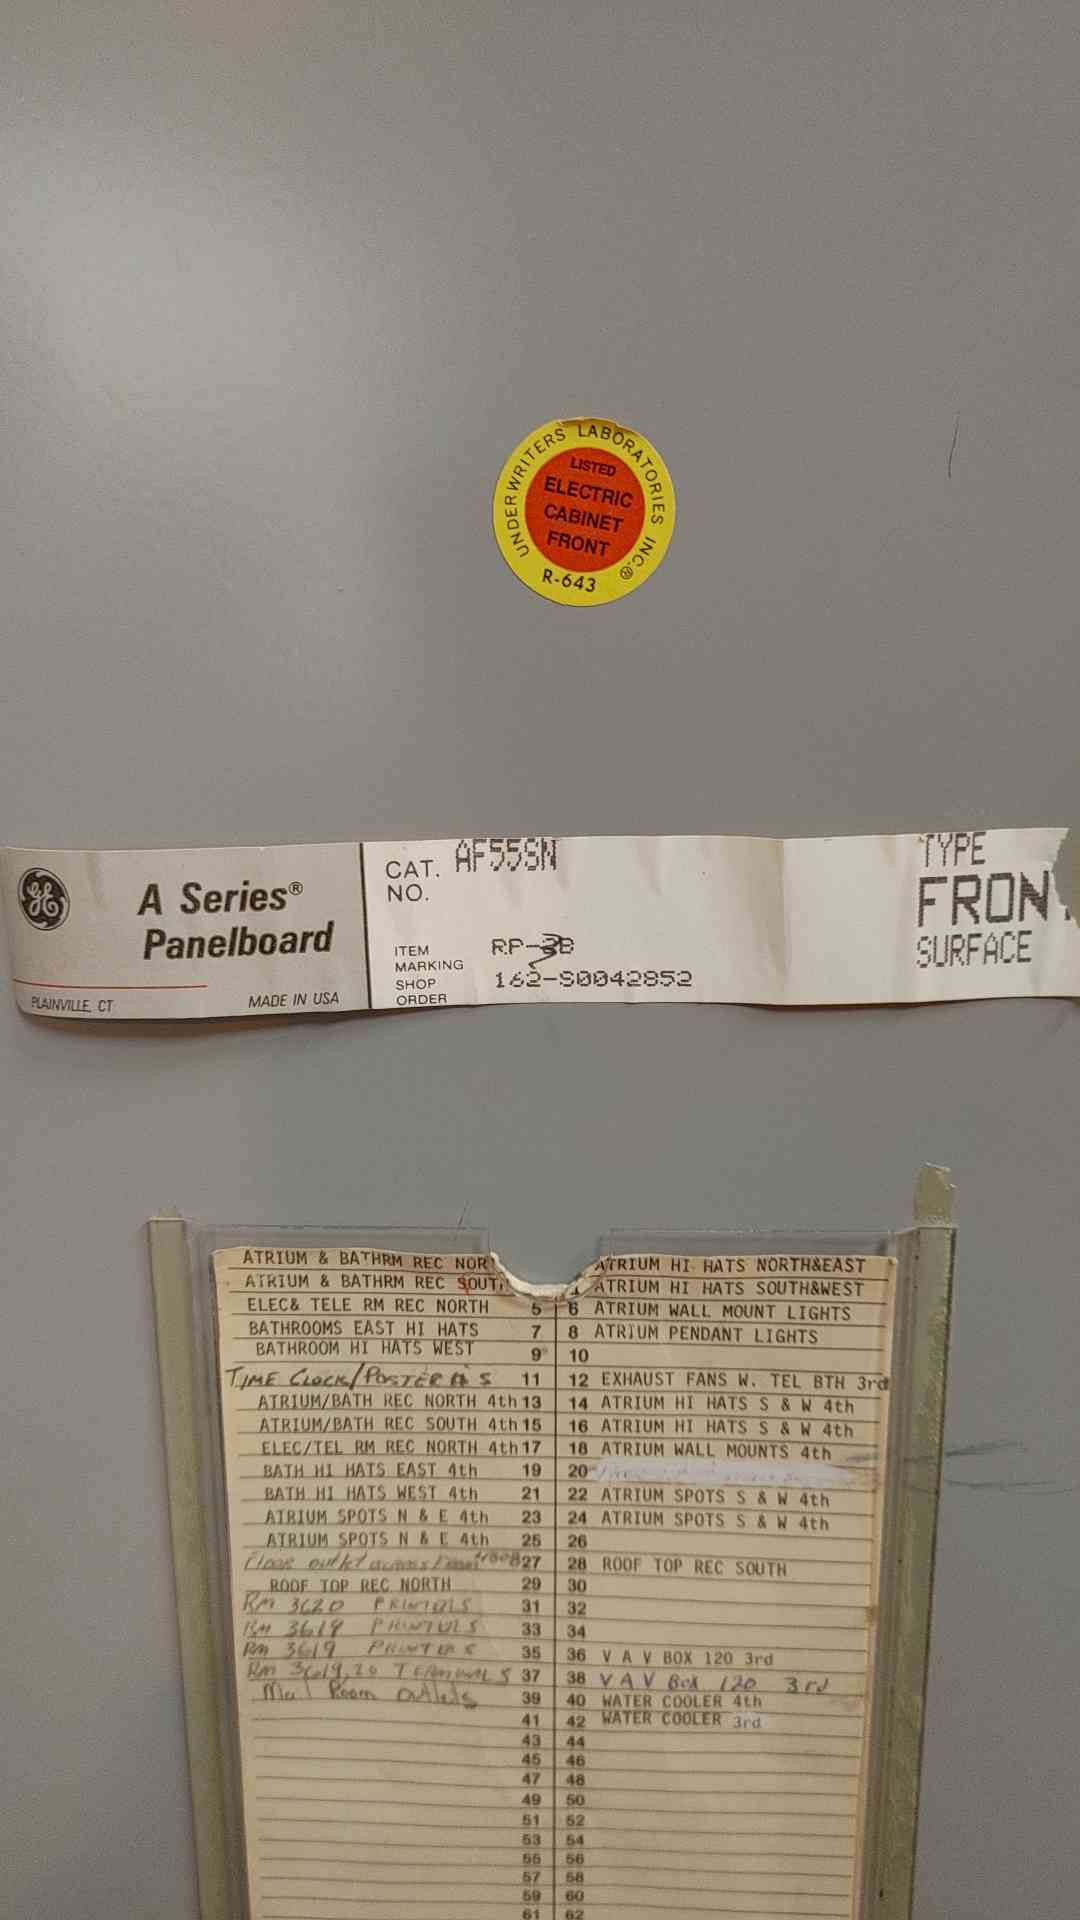 UNDERWRITERS LABORATORIES INC.®
LISTED
ELECTRIC
CABINET
FRONT
R-643
GE
A Series®
Panelboard
PLAINVILLE, CT
MADE IN USA
CAT. NO. AF55SN
ITEM MARKING
SHOP ORDER 162-S0042852
TYPE
FRONT
SURFACE
ATRIUM & BATHRM REC NOR
ATRIUM HI HATS NORTH&EAST
ATRIUM & BATHRM REC SOUTH
4 ATRIUM HI HATS SOUTH&WEST
ELEC& TELE RM REC NORTH 5
6 ATRIUM WALL MOUNT LIGHTS
BATHROOMS EAST HI HATS 7
8 ATRIUM PENDANT LIGHTS
BATHROOM HI HATS WEST 9
10
TIME CLOCK/POSTER 11
12 EXHAUST FANS W. TEL BTH 3rd
ATRIUM/BATH REC NORTH 4th 13
14 ATRIUM HI HATS S & W 4th
ATRIUM/BATH REC SOUTH 4th 15
16 ATRIUM HI HATS S & W 4th
ELEC/TEL RM REC NORTH 4th 17
18 ATRIUM WALL MOUNTS 4th
BATH HI HATS EAST 4th 19
20
BATH HI HATS WEST 4th 21
22 ATRIUM SPOTS S & W 4th
ATRIUM SPOTS N & E 4th 23
24 ATRIUM SPOTS S & W 4th
ATRIUM SPOTS N & E 4th 25
26
Floor outlet across 27
28 ROOF TOP REC SOUTH
ROOF TOP REC NORTH 29
30
RM 3620 PRINTERS 31
32
RM 3619 PRINTERS 33
34
RM 3619 PRINTERS 35
36 V A V BOX 120 3rd
RM 3619,20 TERMINALS 37
38 V A V Box 120 3rd
Mail Room outlets 39
40 WATER COOLER 4th
41
42 WATER COOLER 3rd
43 44
45 46
47 48
49 50
51 52
53 54
55 56
57 58
59 60
61 62